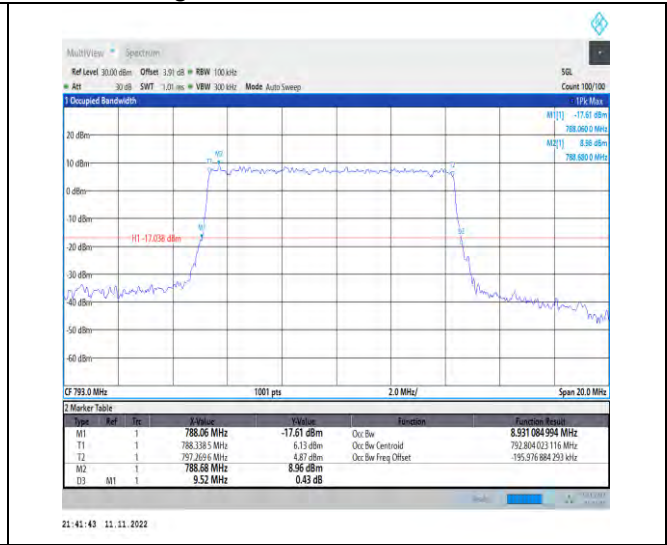 MultiView Spectrum
Ref Level 30.00 dBm Offset 3.91 dB RBW 100 kHz SGL
Att 30 dB SWT 1.01 ms VBW 300 kHz Mode Auto Sweep Count 100/100
1 Occupied Bandwidth 1Pk Max
M1[1] -17.61 dBm
788.060 0 MHz
M2[1] 8.96 dBm
788.680 0 MHz
20 dBm
10 dBm
0 dBm
-10 dBm
H1 -17.038 dBm
-20 dBm
-30 dBm
-40 dBm
-50 dBm
-60 dBm
M2
T1
CF 793.0 MHz 1001 pts 2.0 MHz/ Span 20.0 MHz
2 Marker Table
Type Ref Trc X-Value Y-Value Function Function Result
M1 1 788.06 MHz -17.61 dBm Occ Bw 8.931 084 994 MHz
T1 1 788.338 5 MHz 6.13 dBm Occ Bw Centroid 792.804 023 116 MHz
T2 1 797.269 6 MHz 4.87 dBm Occ Bw Freq Offset -195.976 884 293 kHz
M2 1 788.68 MHz 8.96 dBm
D3 M1 1 9.52 MHz 0.43 dB
21:41:43 11.11.2022